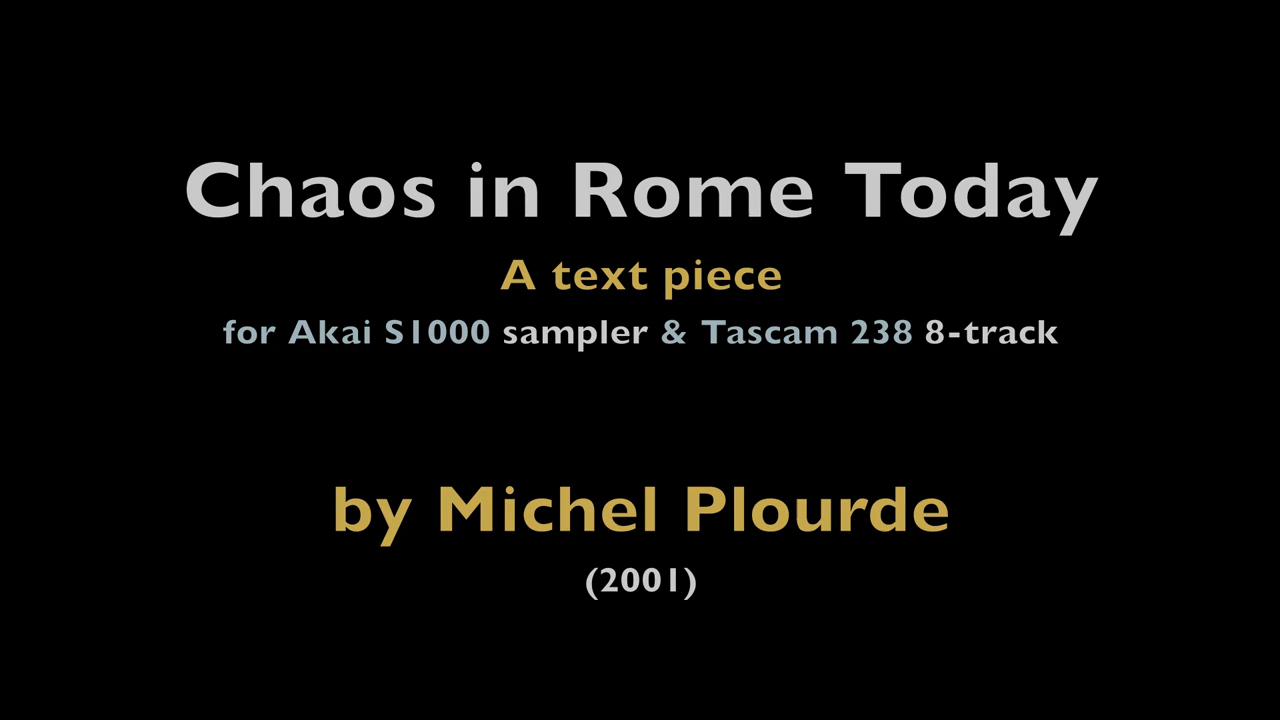 Chaos in Rome Today
A text piece
for Akai S1000 sampler & Tascam 238 8-track
by Michel Plourde
(2001)